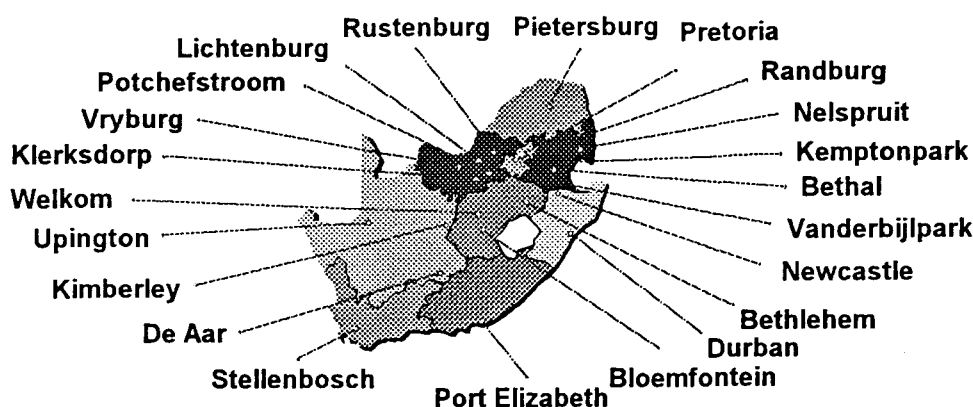 Rustenburg
Pietersburg
Pretoria
Lichtenburg
Randburg
Potchefstroom
Nelspruit
Vryburg
Kemptonpark
Klerksdorp
Bethal
Welkom
Vanderbijlpark
Upington
Newcastle
Kimberley
Bethlehem
De Aar
Durban
Stellenbosch
Bloemfontein
Port Elizabeth